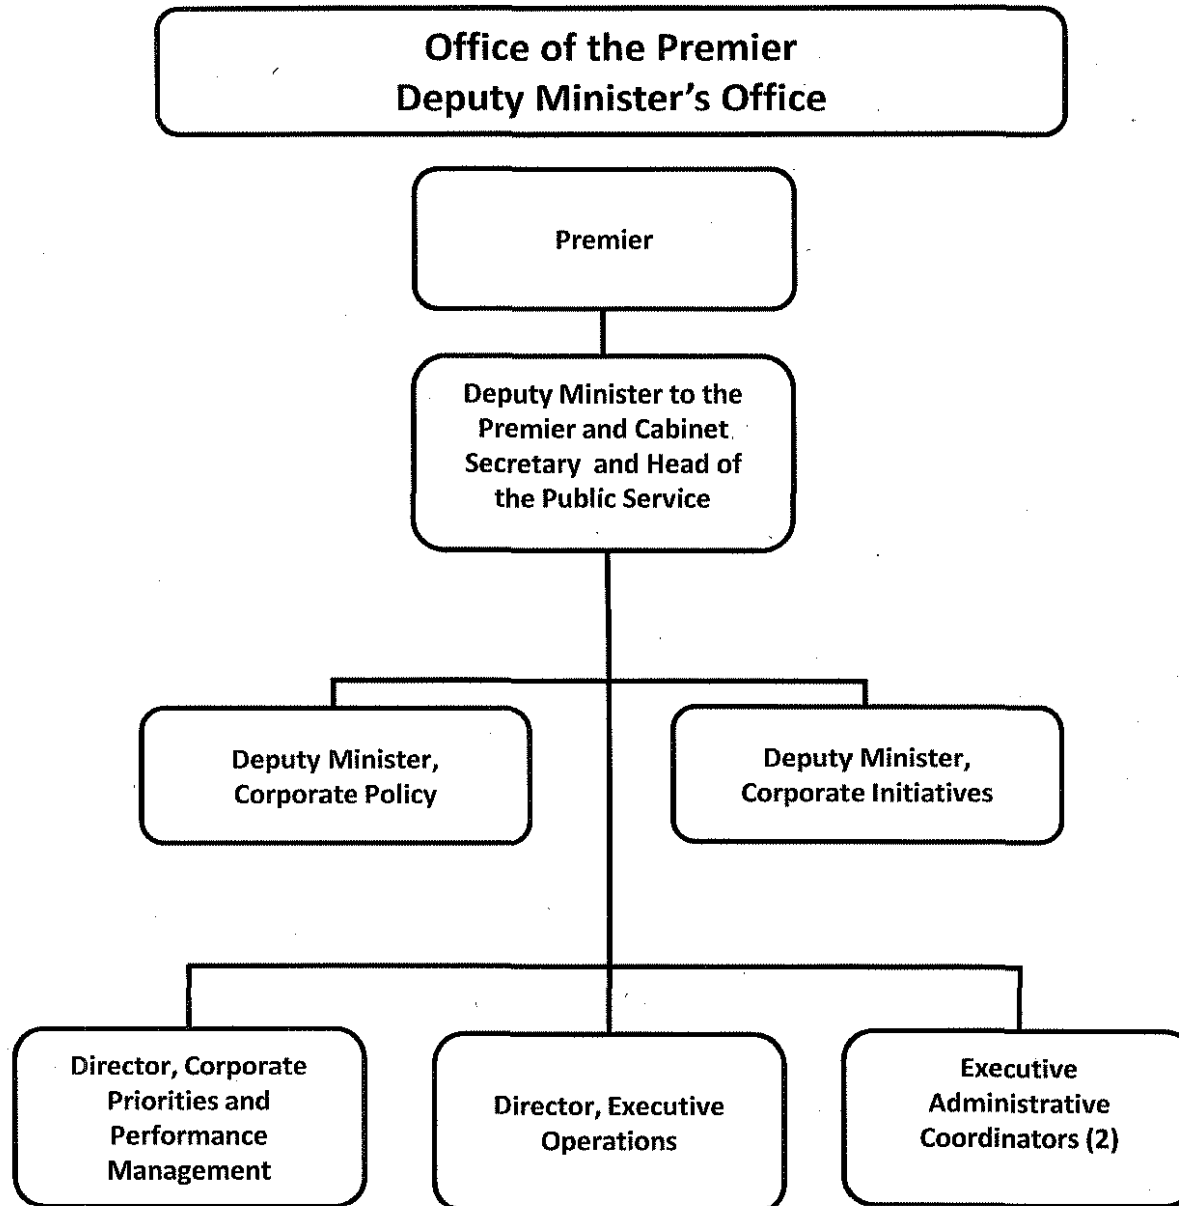 Office of the Premier
Deputy Minister's Office
Premier
Deputy Minister to the
Premier and Cabinet
Secretary and Head of
the Public Service
Deputy Minister,
Corporate Policy
Deputy Minister,
Corporate Initiatives
Director, Corporate
Priorities and
Performance
Management
Director, Executive
Operations
Executive
Administrative
Coordinators (2)